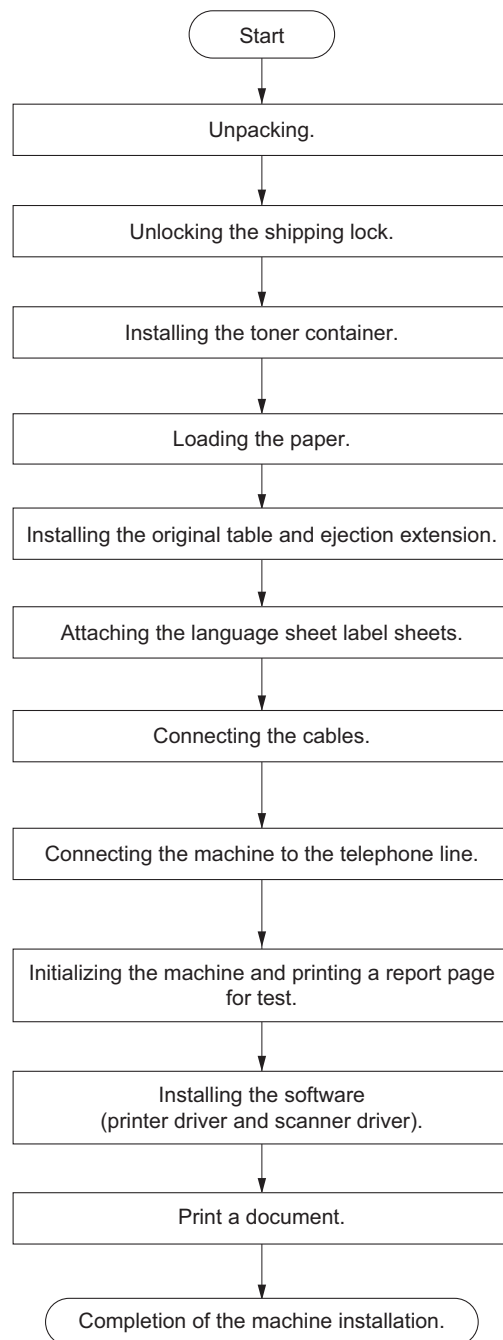 Start
Unpacking.
Unlocking the shipping lock.
Installing the toner container.
Loading the paper.
Installing the original table and ejection extension.
Attaching the language sheet label sheets.
Connecting the cables.
Connecting the machine to the telephone line.
Initializing the machine and printing a report page
for test.
Installing the software
(printer driver and scanner driver).
Print a document.
Completion of the machine installation.